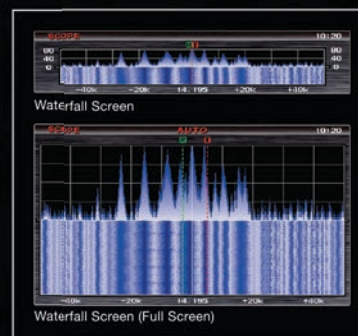 SCOPE 10:20
80 80
40 40
0 0
-40k -20k 14.195 +20k +40k
Waterfall Screen
SCOPE AUTO 10:20
-40k -20k 14.195 +20k +40k
Waterfall Screen (Full Screen)